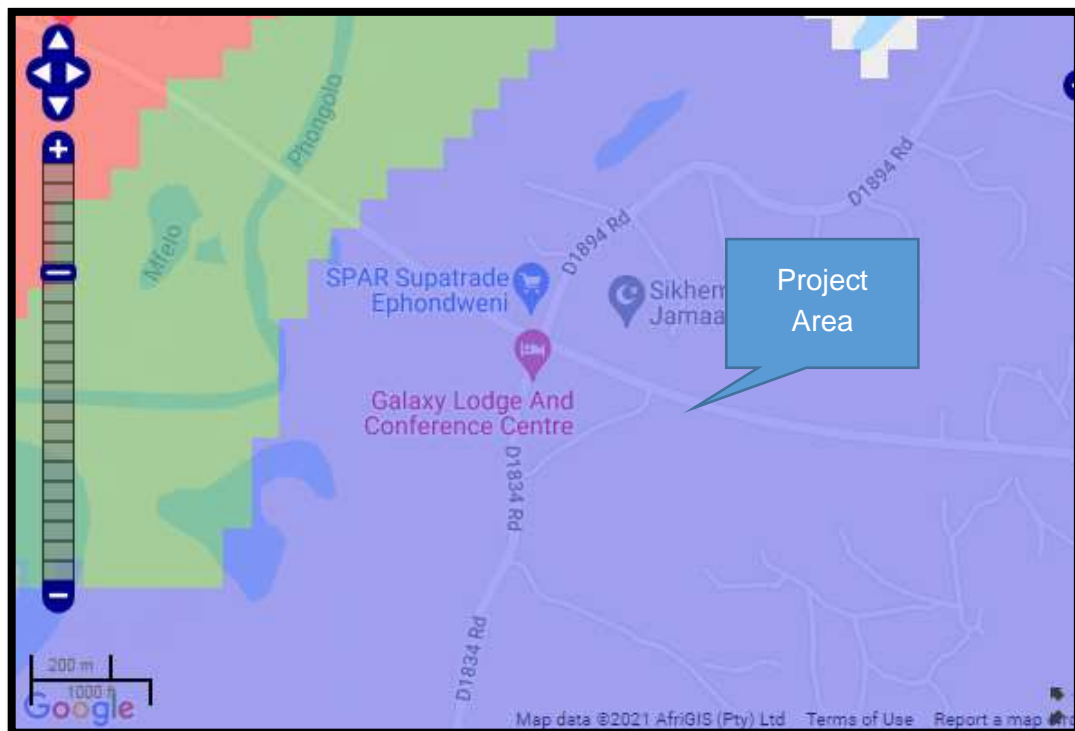 Phongolo
Mfelo
D1894 Rd
D1894 Rd
SPAR Supatrade
Ephondweni
Sikhem
Jamaa
Project
Area
Galaxy Lodge And
Conference Centre
D1834 Rd
D1834 Rd
200 m
1000 ft
Google
Map data ©2021 AfriGIS (Pty) Ltd Terms of Use Report a map